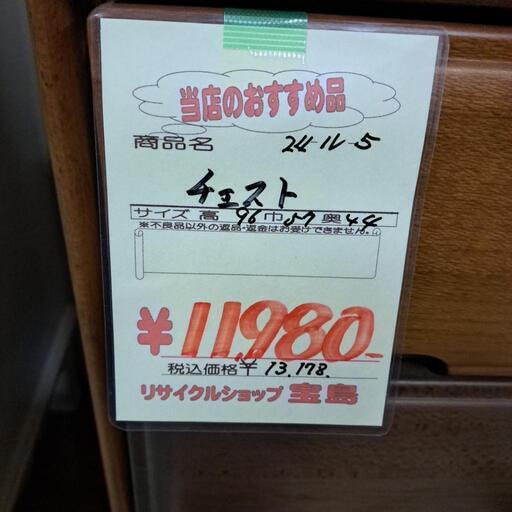 当店のおすすめ品
商品名 24-11-5
チェスト
サイズ 高 96 巾 57 奥 44
※不良品以外の返品・返金はお受けできません。
¥11,980-
税込価格¥ 13,178.
リサイクルショップ 宝島